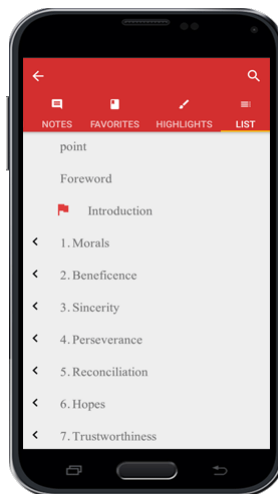 NOTES FAVORITES HIGHLIGHTS LIST
point
Foreword
Introduction
1. Morals
2. Beneficence
3. Sincerity
4. Perseverance
5. Reconciliation
6. Hopes
7. Trustworthiness